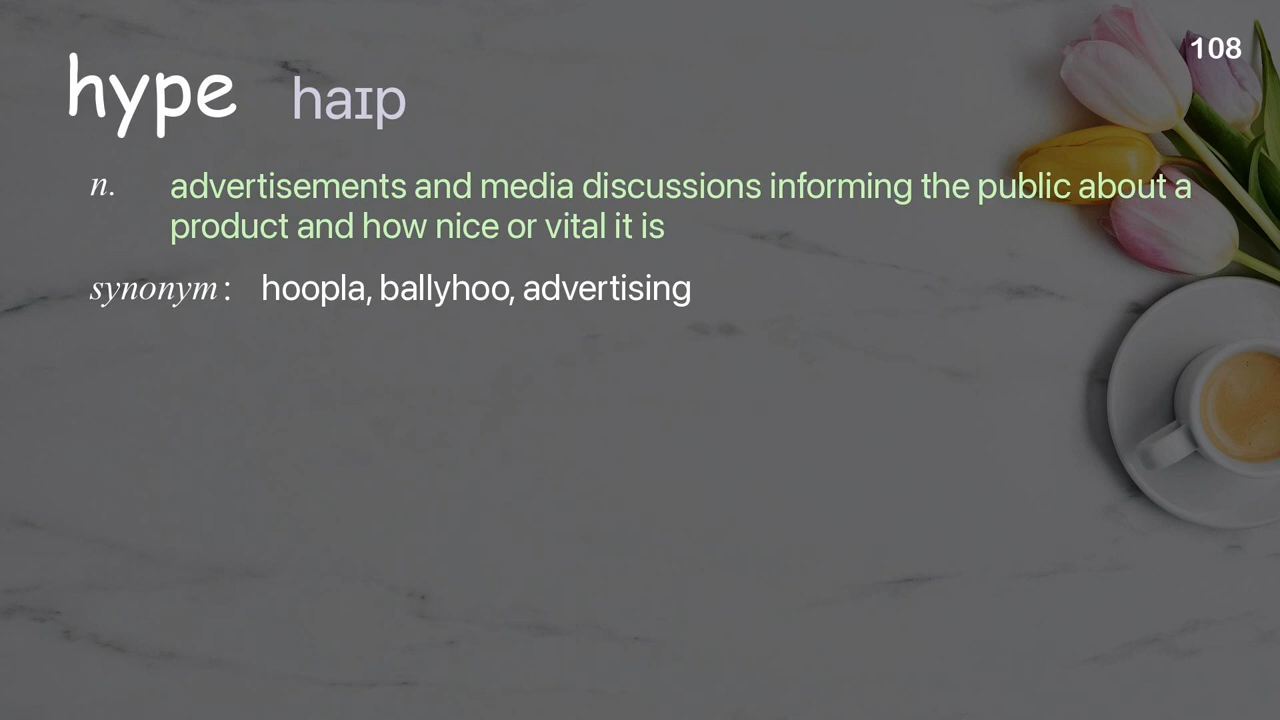 108
hype haɪp
n. advertisements and media discussions informing the public about a
product and how nice or vital it is
synonym: hoopla, ballyhoo, advertising